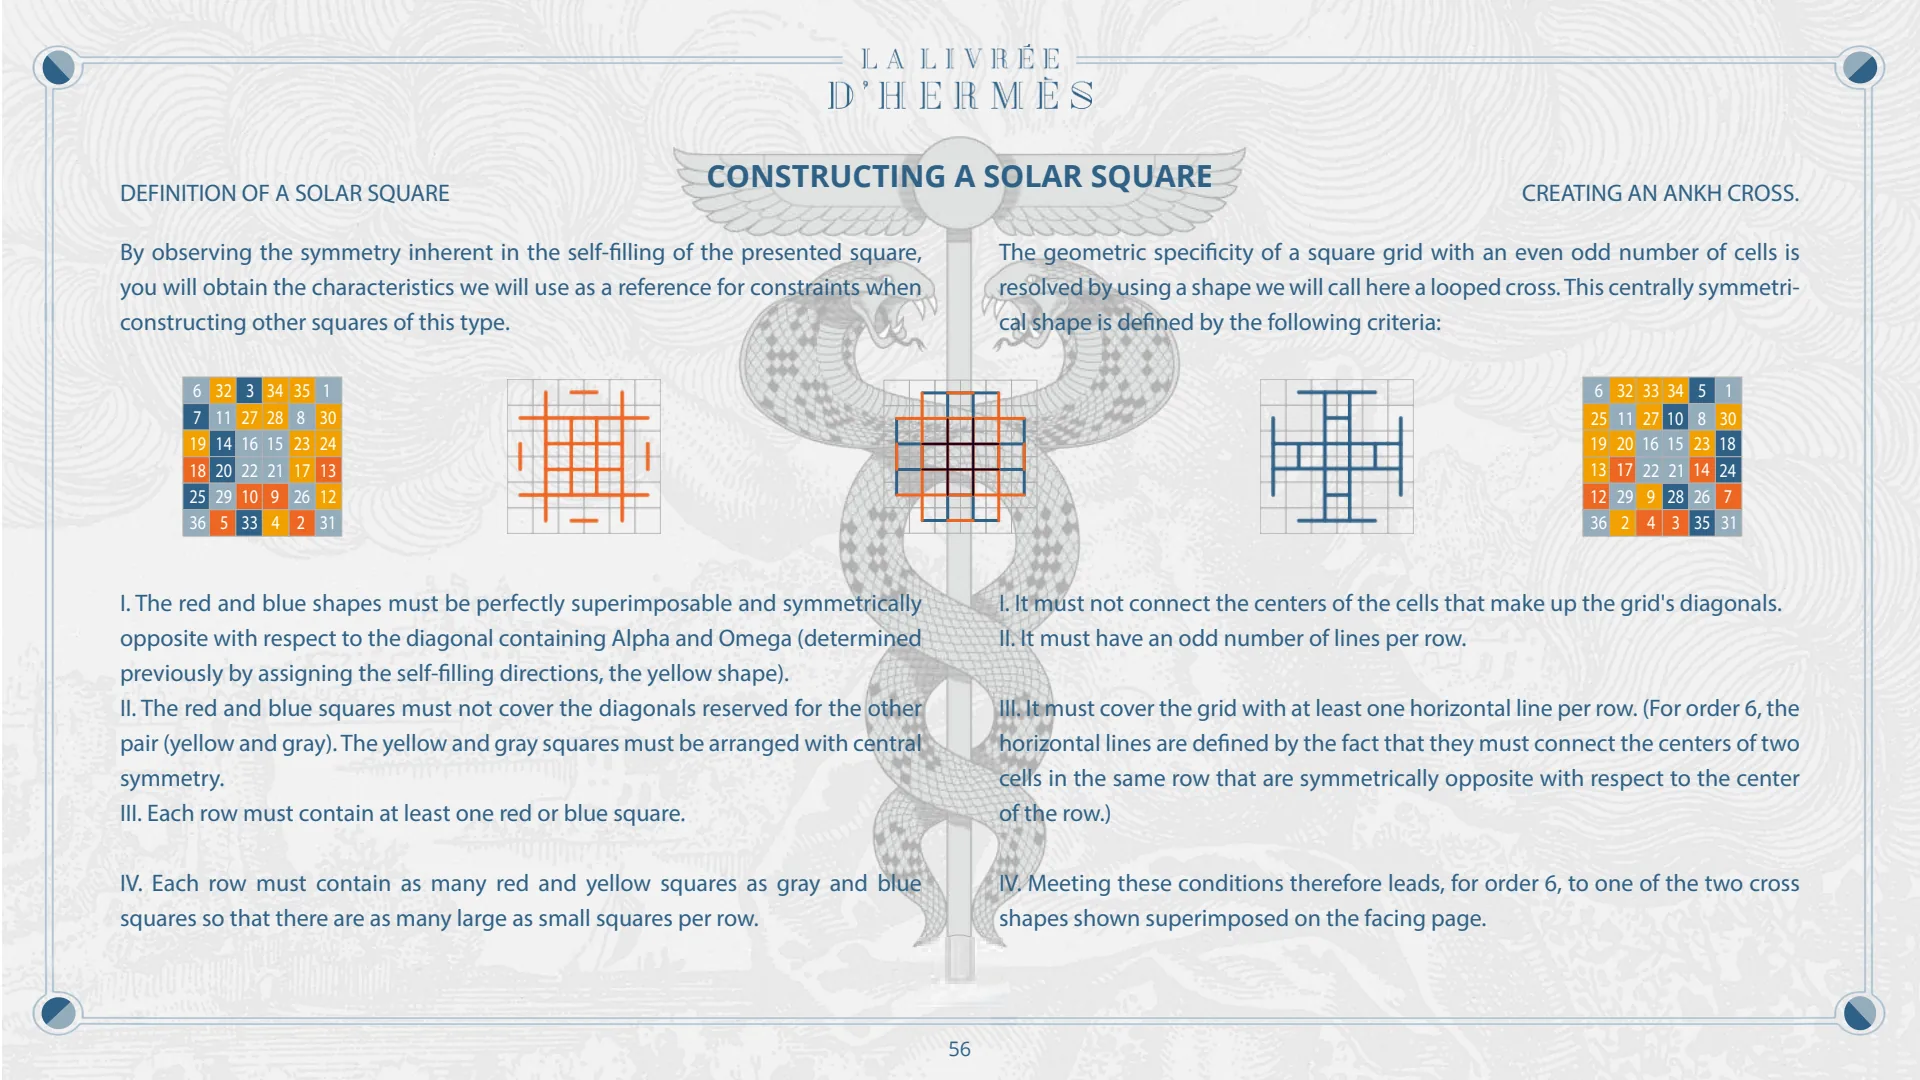 LA LIVRÉE
D'HERMÈS
CONSTRUCTING A SOLAR SQUARE
DEFINITION OF A SOLAR SQUARE
By observing the symmetry inherent in the self-filling of the presented square,
you will obtain the characteristics we will use as a reference for constraints when
constructing other squares of this type.
6 32 3 34 35 1
7 11 27 28 8 30
19 14 16 15 23 24
18 20 22 21 17 13
25 29 10 9 26 12
36 5 33 4 2 31
I. The red and blue shapes must be perfectly superimposable and symmetrically
opposite with respect to the diagonal containing Alpha and Omega (determined
previously by assigning the self-filling directions, the yellow shape).
II. The red and blue squares must not cover the diagonals reserved for the other
pair (yellow and gray). The yellow and gray squares must be arranged with central
symmetry.
III. Each row must contain at least one red or blue square.
IV. Each row must contain as many red and yellow squares as gray and blue
squares so that there are as many large as small squares per row.
CREATING AN ANKH CROSS.
The geometric specificity of a square grid with an even odd number of cells is
resolved by using a shape we will call here a looped cross. This centrally symmetri-
cal shape is defined by the following criteria:
6 32 33 34 5 1
25 11 27 10 8 30
19 20 16 15 23 18
13 17 22 21 14 24
12 29 9 28 26 7
36 2 4 3 35 31
I. It must not connect the centers of the cells that make up the grid's diagonals.
II. It must have an odd number of lines per row.
III. It must cover the grid with at least one horizontal line per row. (For order 6, the
horizontal lines are defined by the fact that they must connect the centers of two
cells in the same row that are symmetrically opposite with respect to the center
of the row.)
IV. Meeting these conditions therefore leads, for order 6, to one of the two cross
shapes shown superimposed on the facing page.
56